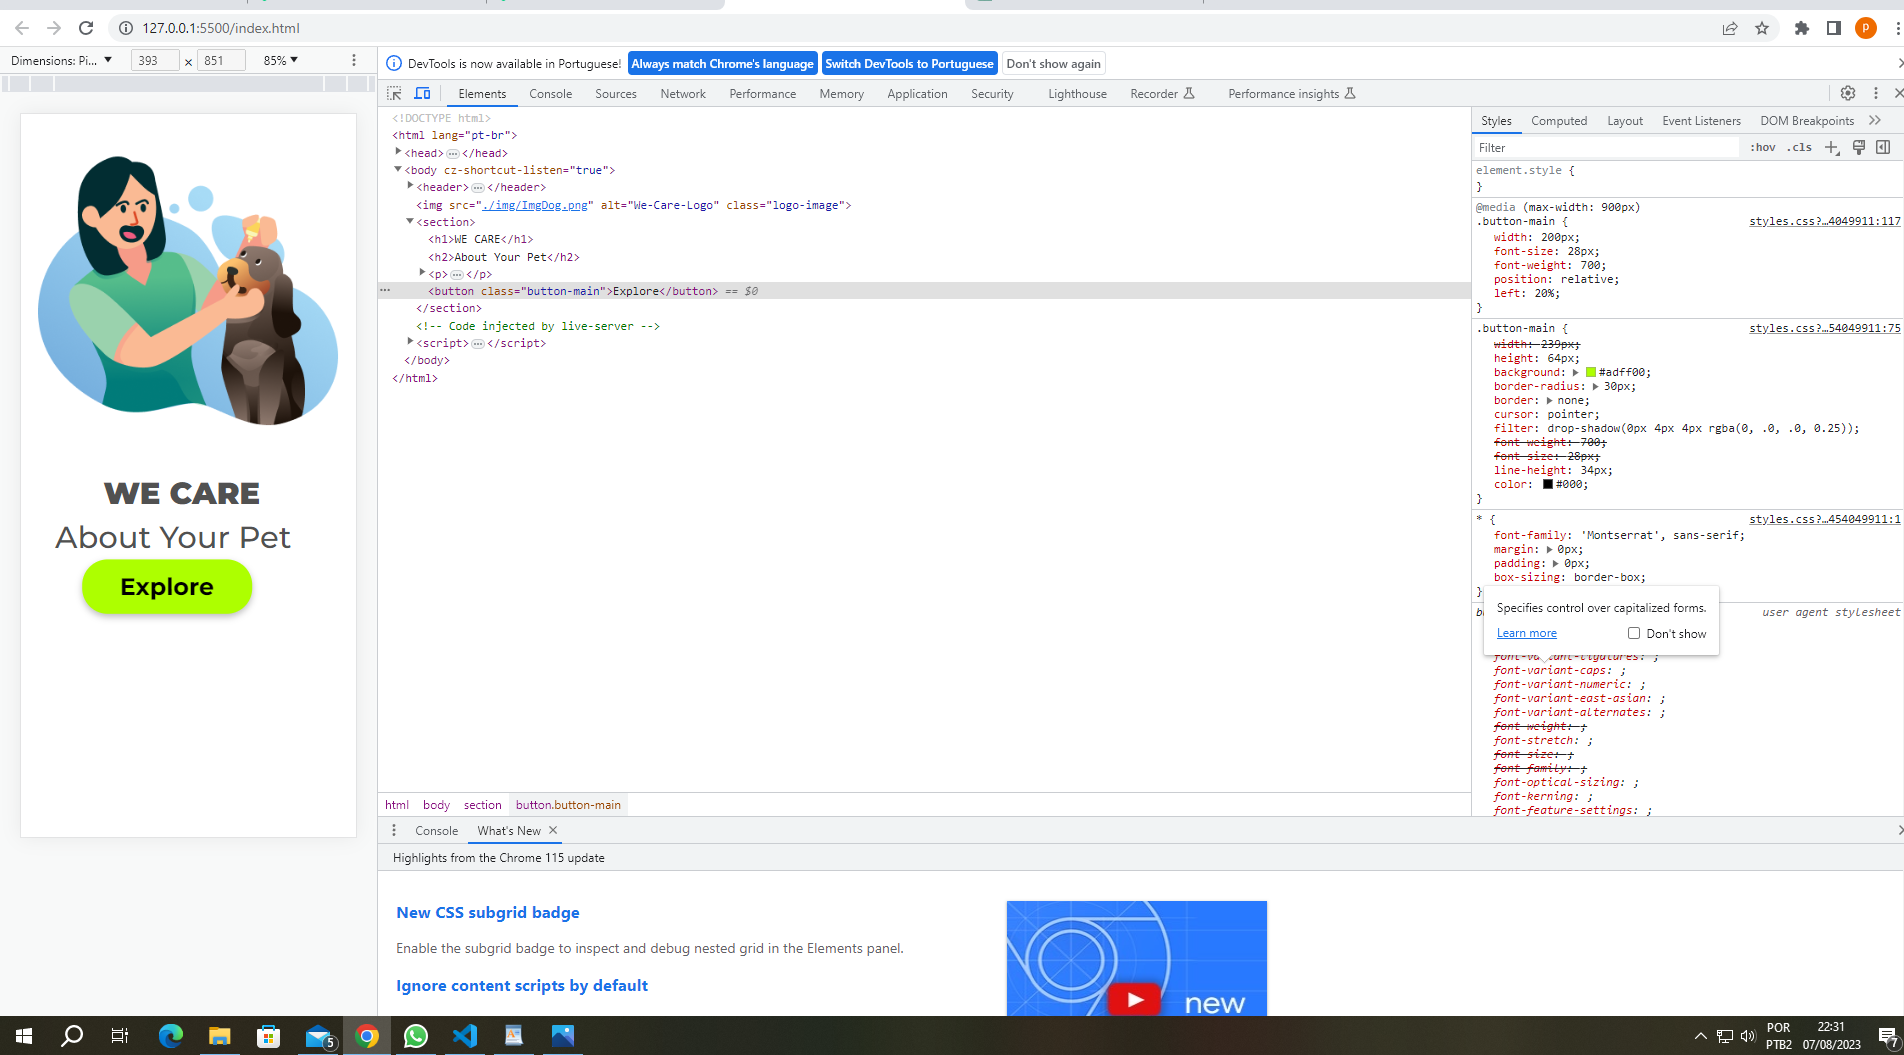 127.0.0.1:5500/index.html
P
Dimensions: Pi... 393 × 851 85%
DevTools is now available in Portuguese! Always match Chrome's language Switch DevTools to Portuguese Don't show again
Elements Console Sources Network Performance Memory Application Security Lighthouse Recorder Performance insights
<!DOCTYPE html>
<html lang="pt-br">
<head> ⋯ </head>
<body cz-shortcut-listen="true">
<header> ⋯ </header>
<img src="./img/ImgDog.png" alt="We-Care-Logo" class="logo-image">
<section>
<h1>WE CARE</h1>
<h2>About Your Pet</h2>
<p> ⋯ </p>
<button class="button-main">Explore</button> == $0
</section>
<!-- Code injected by live-server -->
<script> ⋯ </script>
</body>
</html>
WE CARE
About Your Pet
Explore
html body section button.button-main
Styles Computed Layout Event Listeners DOM Breakpoints
Filter :hov .cls
element.style {
}
@media (max-width: 900px)
.button-main { styles.css?…4049911:117
width: 200px;
font-size: 28px;
font-weight: 700;
position: relative;
left: 20%;
}
.button-main { styles.css?…54049911:75
width: 239px;
height: 64px;
background: #adff00;
border-radius: 30px;
border: none;
cursor: pointer;
filter: drop-shadow(0px 4px 4px rgba(0, .0, .0, 0.25));
font-weight: 700;
font-size: 28px;
line-height: 34px;
color: #000;
}
* { styles.css?…454049911:1
font-family: 'Montserrat', sans-serif;
margin: 0px;
padding: 0px;
box-sizing: border-box;
}
user agent stylesheet
Specifies control over capitalized forms.
Learn more Don't show
font-variant-ligatures: ;
font-variant-caps: ;
font-variant-numeric: ;
font-variant-east-asian: ;
font-variant-alternates: ;
font-weight: ;
font-stretch: ;
font-size: ;
font-family: ;
font-optical-sizing: ;
font-kerning: ;
font-feature-settings: ;
Console What's New
Highlights from the Chrome 115 update
New CSS subgrid badge
Enable the subgrid badge to inspect and debug nested grid in the Elements panel.
Ignore content scripts by default
new
5
POR
PTB2
22:31
07/08/2023
7